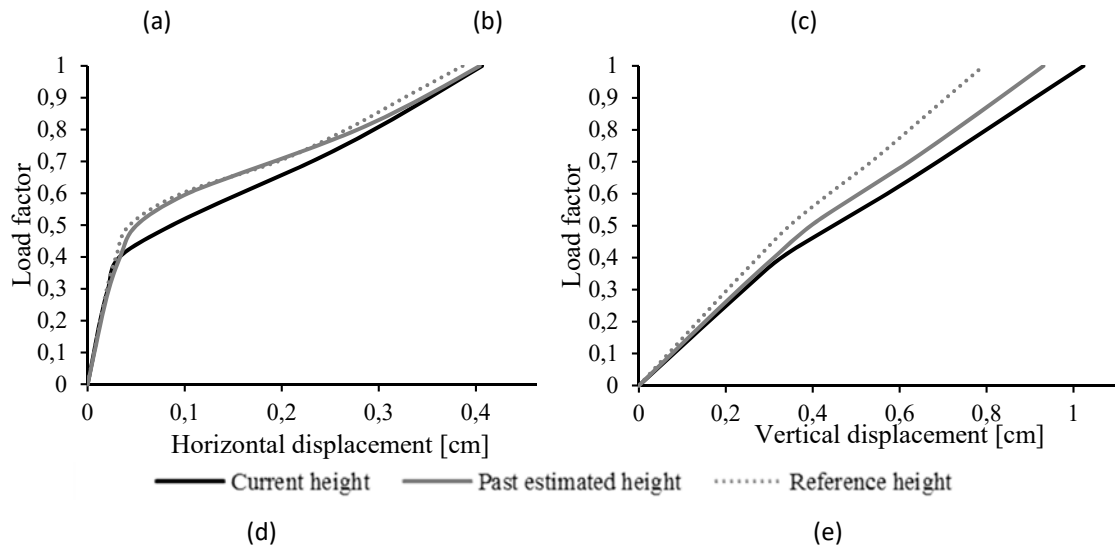 (a) (b) (c)
1
0,9
0,8
0,7
0,6
0,5
0,4
0,3
0,2
0,1
0
Load factor
0 0,1 0,2 0,3 0,4
Horizontal displacement [cm]
1
0,9
0,8
0,7
0,6
0,5
0,4
0,3
0,2
0,1
0
Load factor
0 0,2 0,4 0,6 0,8 1
Vertical displacement [cm]
Current height Past estimated height Reference height
(d) (e)